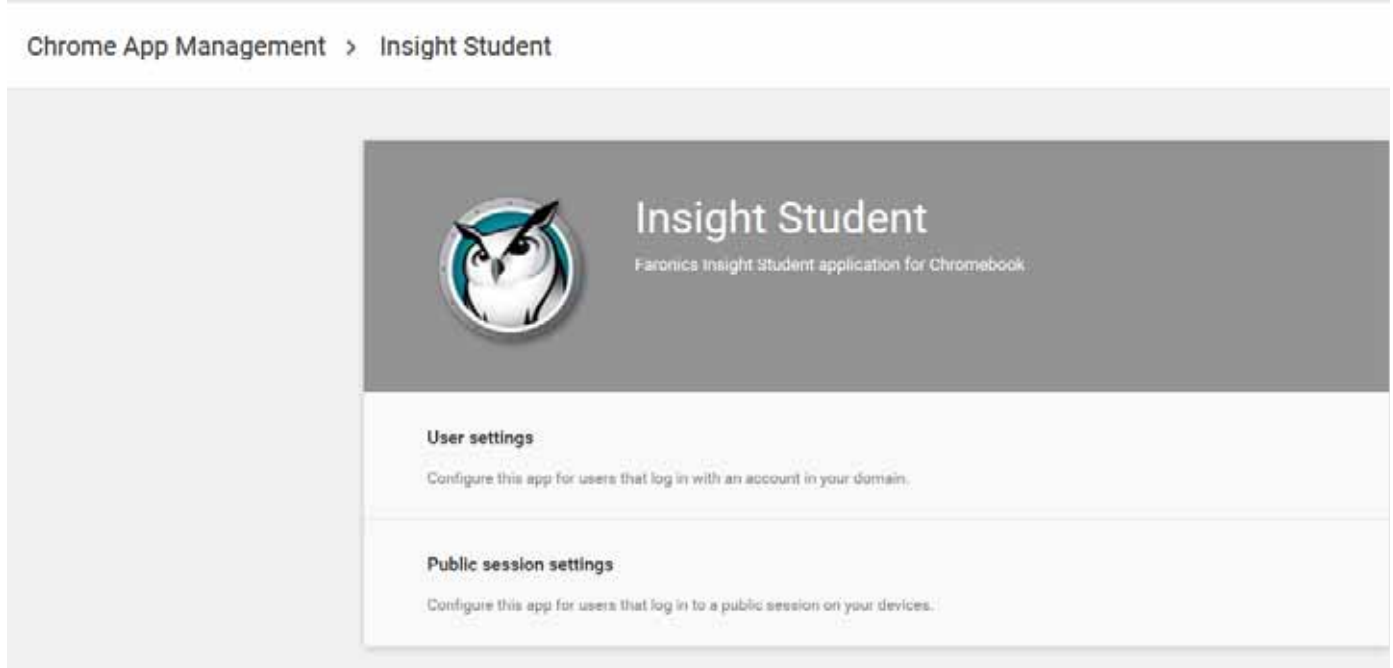 Chrome App Management > Insight Student
Insight Student
Faronics Insight Student application for Chromebook
User settings
Configure this app for users that log in with an account in your domain.
Public session settings
Configure this app for users that log in to a public session on your devices.